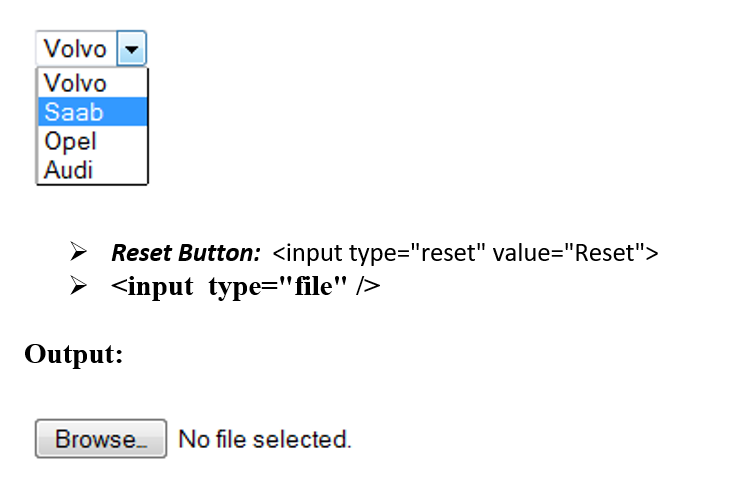 Volvo
Volvo
Saab
Opel
Audi
➢ Reset Button: <input type="reset" value="Reset">
➢ <input type="file" />
Output:
Browse… No file selected.